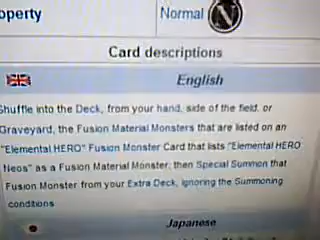 operty
Normal N
Card descriptions
English
Shuffle into the Deck, from your hand, side of the field, or
Graveyard, the Fusion Material Monsters that are listed on an
"Elemental HERO" Fusion Monster Card that lists "Elemental HERO
Neos" as a Fusion Material Monster, then Special Summon that
Fusion Monster from your Extra Deck, ignoring the Summoning
conditions
Japanese